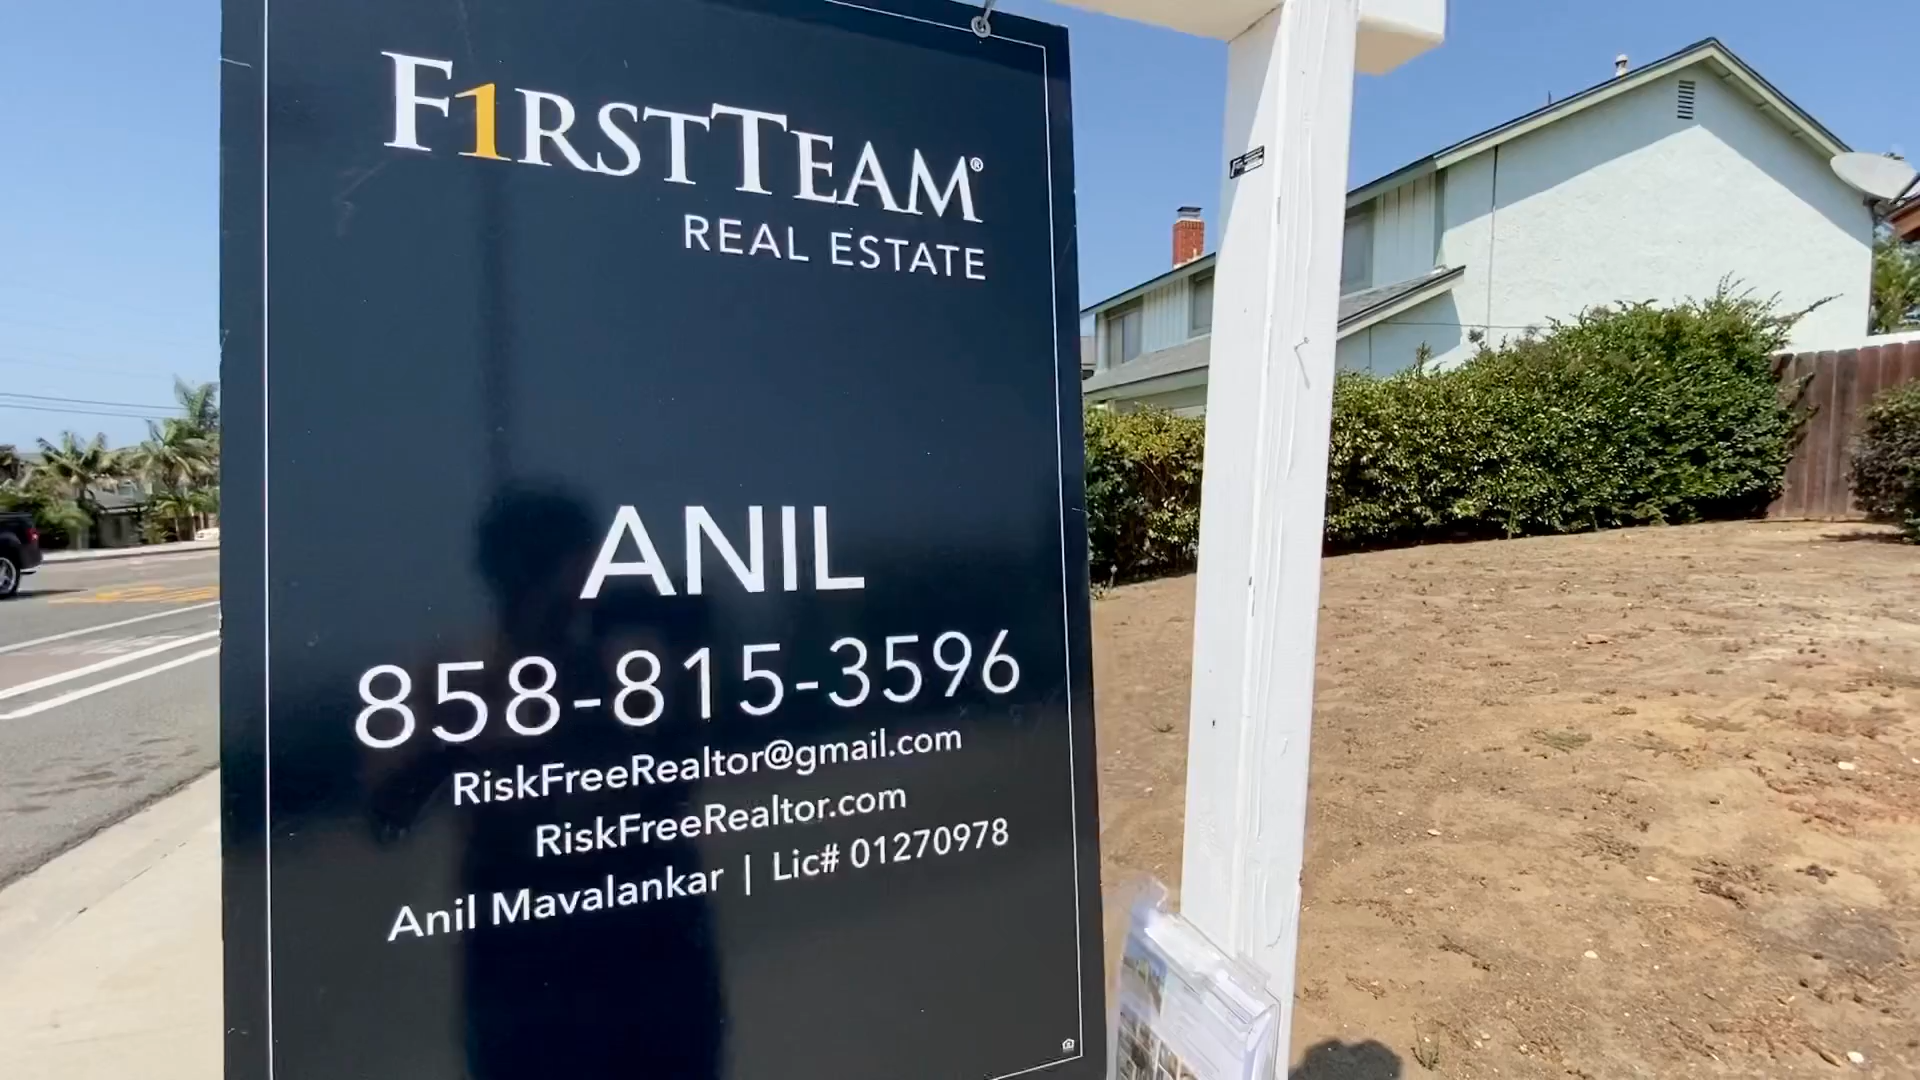 F1RSTTEAM®
REAL ESTATE
ANIL
858-815-3596
RiskFreeRealtor@gmail.com
RiskFreeRealtor.com
Anil Mavalankar | Lic# 01270978